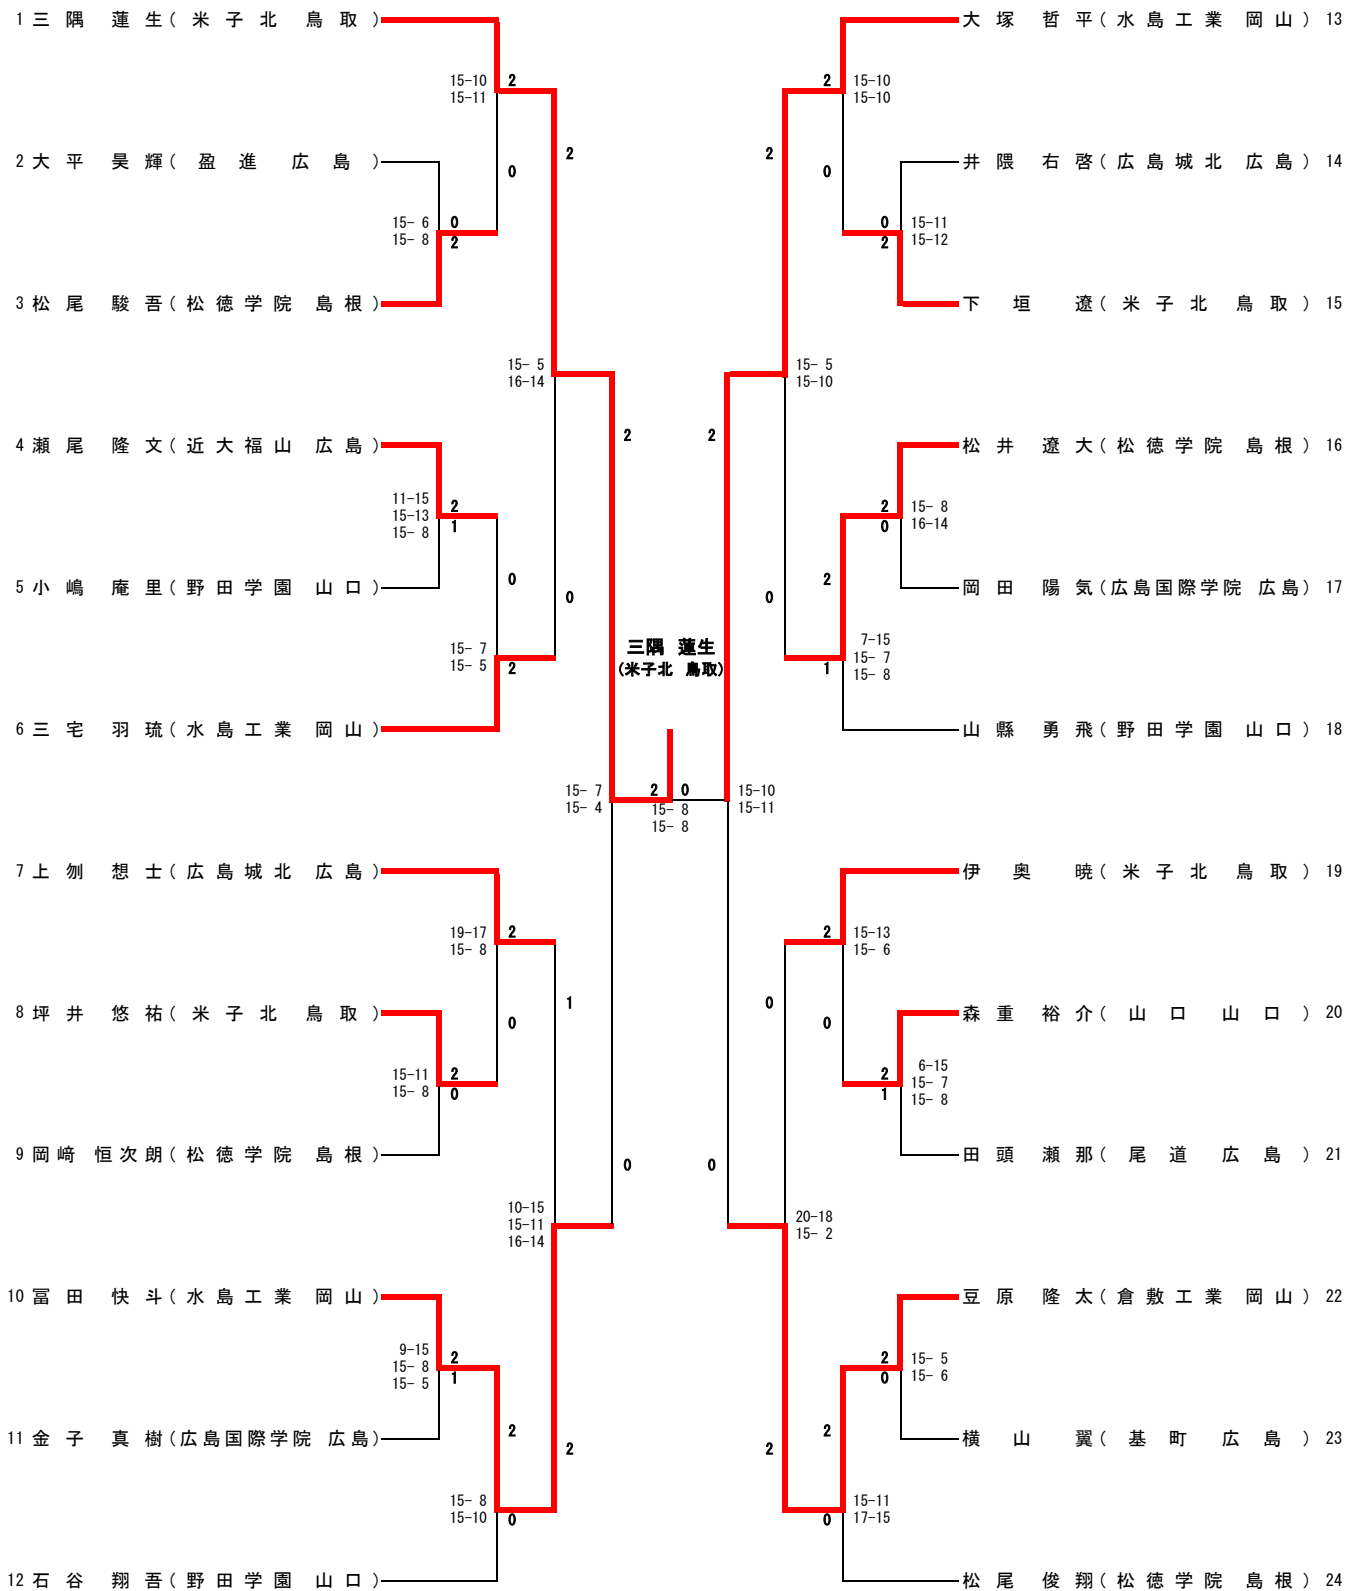 1 三隅 蓮生(米子北 鳥取)
15-10 2
15-11
0
2 大平 昊輝(盈進 広島)
15- 6 0
15- 8 2
3 松尾 駿吾(松徳学院 島根)
2
15- 5
16-14
4 瀬尾 隆文(近大福山 広島)
11-15
15-13 2
15- 8 1
5 小嶋 庵里(野田学園 山口)
0
0
15- 7
15- 5 2
6 三宅 羽琉(水島工業 岡山)
2
15- 7
15- 4
7 上刎 想士(広島城北 広島)
19-17 2
15- 8
0
8 坪井 悠祐(米子北 鳥取)
15-11 2
15- 8 0
9 岡﨑 恒次朗(松徳学院 島根)
1
0
10-15
15-11
16-14
10 冨田 快斗(水島工業 岡山)
9-15
15- 8 2
15- 5 1
11 金子 真樹(広島国際学院 広島)
2
2
15- 8
15-10 0
12 石谷 翔吾(野田学園 山口)
三隅 蓮生
(米子北 鳥取)
2 0
15- 8
15- 8
大塚 哲平(水島工業 岡山) 13
2 15-10
15-10
0
井隈 右啓(広島城北 広島) 14
0 15-11
2 15-12
下垣 遼(米子北 鳥取) 15
2
15- 5
15-10
松井 遼大(松徳学院 島根) 16
2 15- 8
0 16-14
岡田 陽気(広島国際学院 広島) 17
2
0
7-15
15- 7
1 15- 8
山縣 勇飛(野田学園 山口) 18
2
15-10
15-11
伊奥 暁(米子北 鳥取) 19
2 15-13
15- 6
0
森重 裕介(山口 山口) 20
6-15
2 15- 7
1 15- 8
田頭 瀬那(尾道 広島) 21
0
0
20-18
15- 2
豆原 隆太(倉敷工業 岡山) 22
2 15- 5
0 15- 6
横山 翼(基町 広島) 23
2
2
15-11
0 17-15
松尾 俊翔(松徳学院 島根) 24